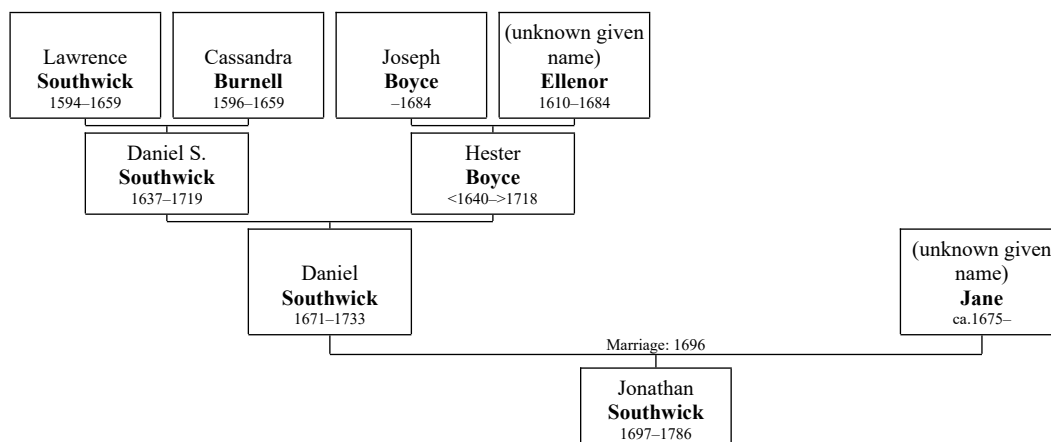 Lawrence
Southwick
1594–1659
Cassandra
Burnell
1596–1659
Joseph
Boyce
–1684
(unknown given
name)
Ellenor
1610–1684
Daniel S.
Southwick
1637–1719
Hester
Boyce
<1640–>1718
Daniel
Southwick
1671–1733
(unknown given
name)
Jane
ca.1675–
Marriage: 1696
Jonathan
Southwick
1697–1786